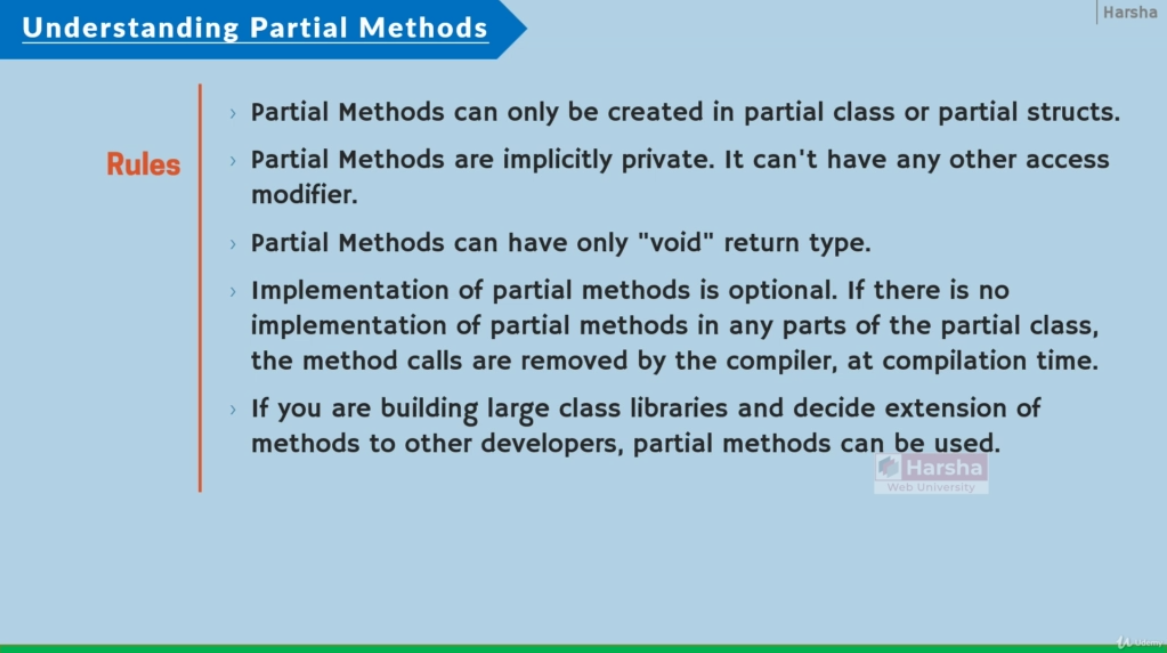 Understanding Partial Methods
Harsha
Rules
› Partial Methods can only be created in partial class or partial structs.
› Partial Methods are implicitly private. It can't have any other access
modifier.
› Partial Methods can have only "void" return type.
› Implementation of partial methods is optional. If there is no
implementation of partial methods in any parts of the partial class,
the method calls are removed by the compiler, at compilation time.
› If you are building large class libraries and decide extension of
methods to other developers, partial methods can be used.
Harsha
Web University
Udemy